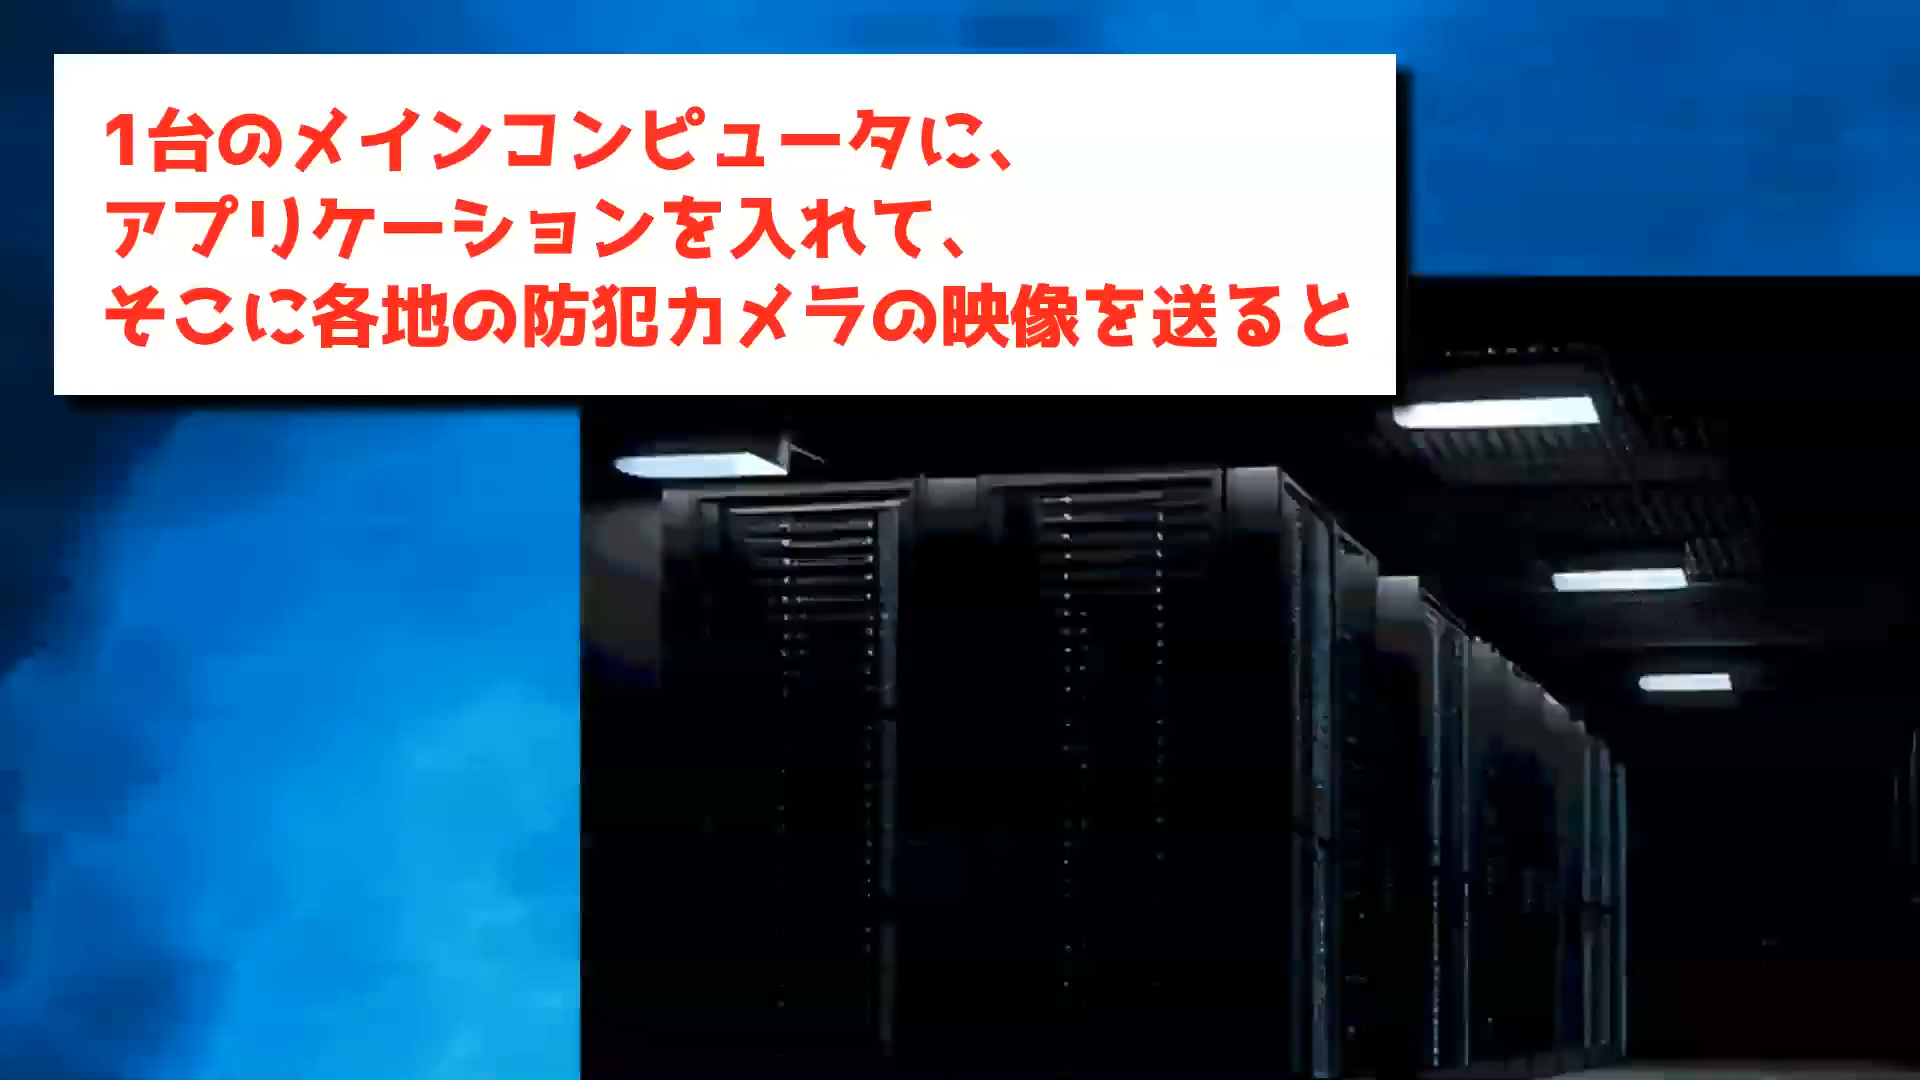 1台のメインコンピュータに、
アプリケーションを入れて、
そこに各地の防犯カメラの映像を送ると